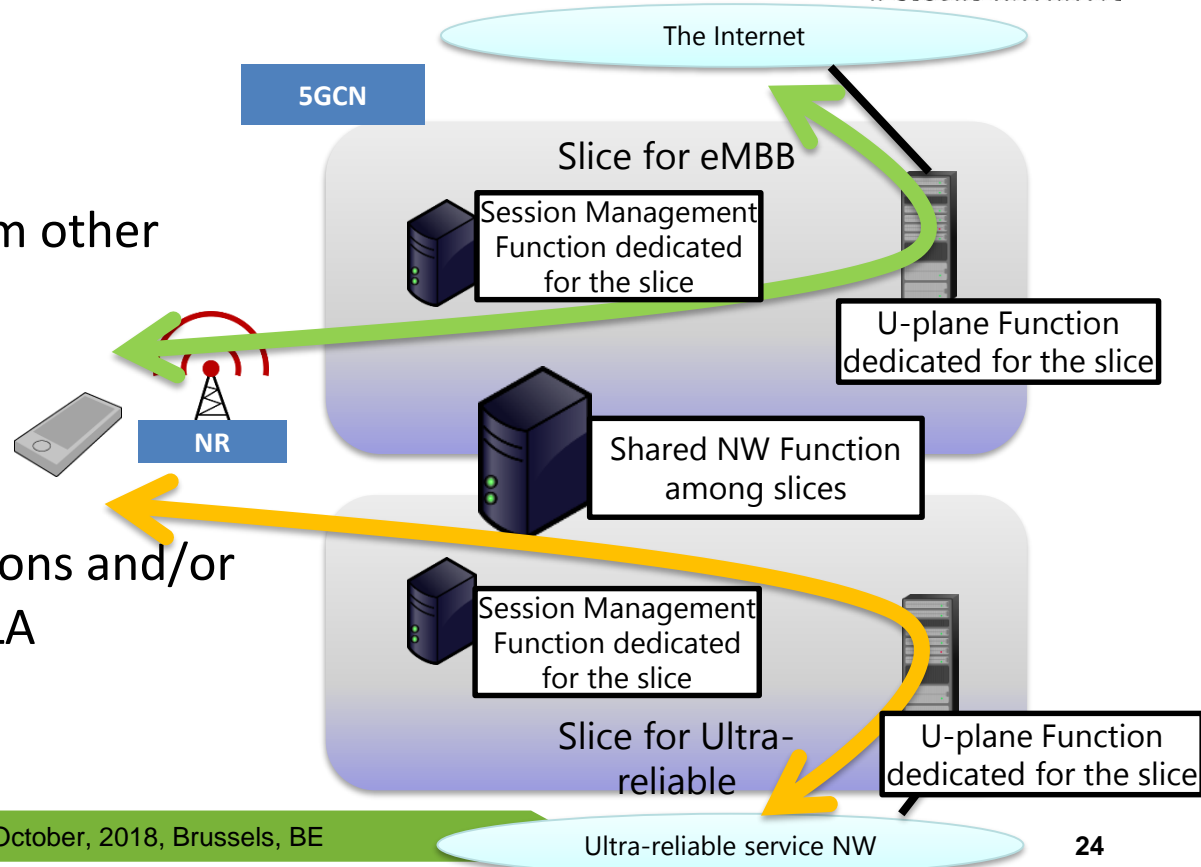 The Internet
5GCN
Slice for eMBB
Session Management
Function dedicated
for the slice
m other
U-plane Function
dedicated for the slice
NR
Shared NW Function
among slices
ons and/or
LA
Session Management
Function dedicated
for the slice
Slice for Ultra-
reliable
U-plane Function
dedicated for the slice
October, 2018, Brussels, BE
Ultra-reliable service NW
24